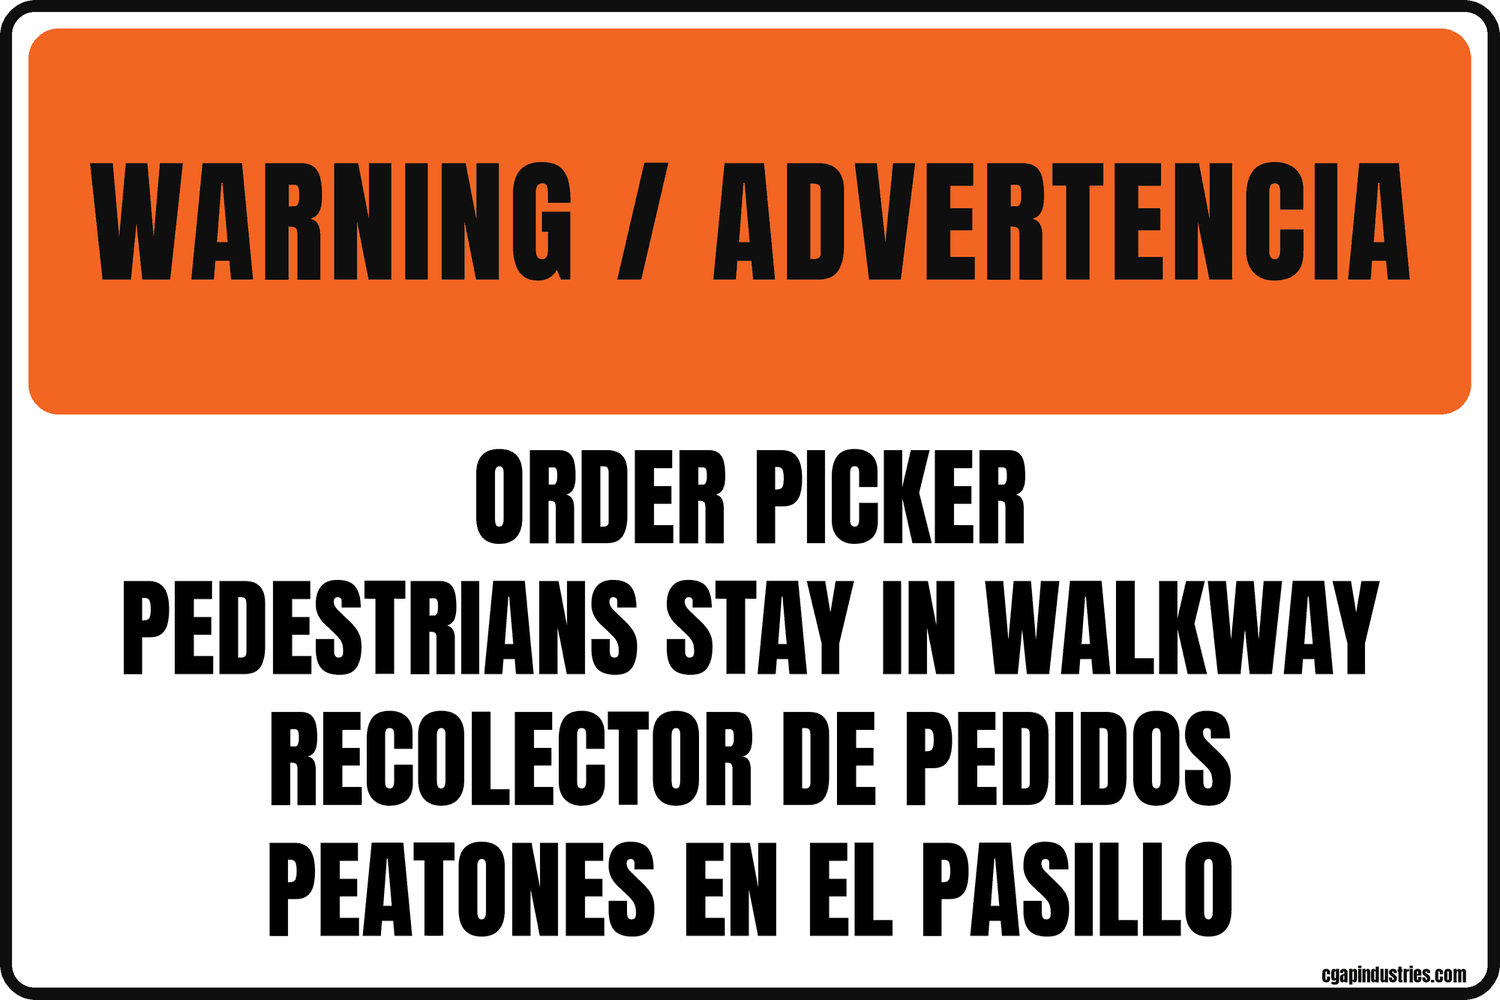 WARNING / ADVERTENCIA
ORDER PICKER
PEDESTRIANS STAY IN WALKWAY
RECOLECTOR DE PEDIDOS
PEATONES EN EL PASILLO
cgapindustries.com